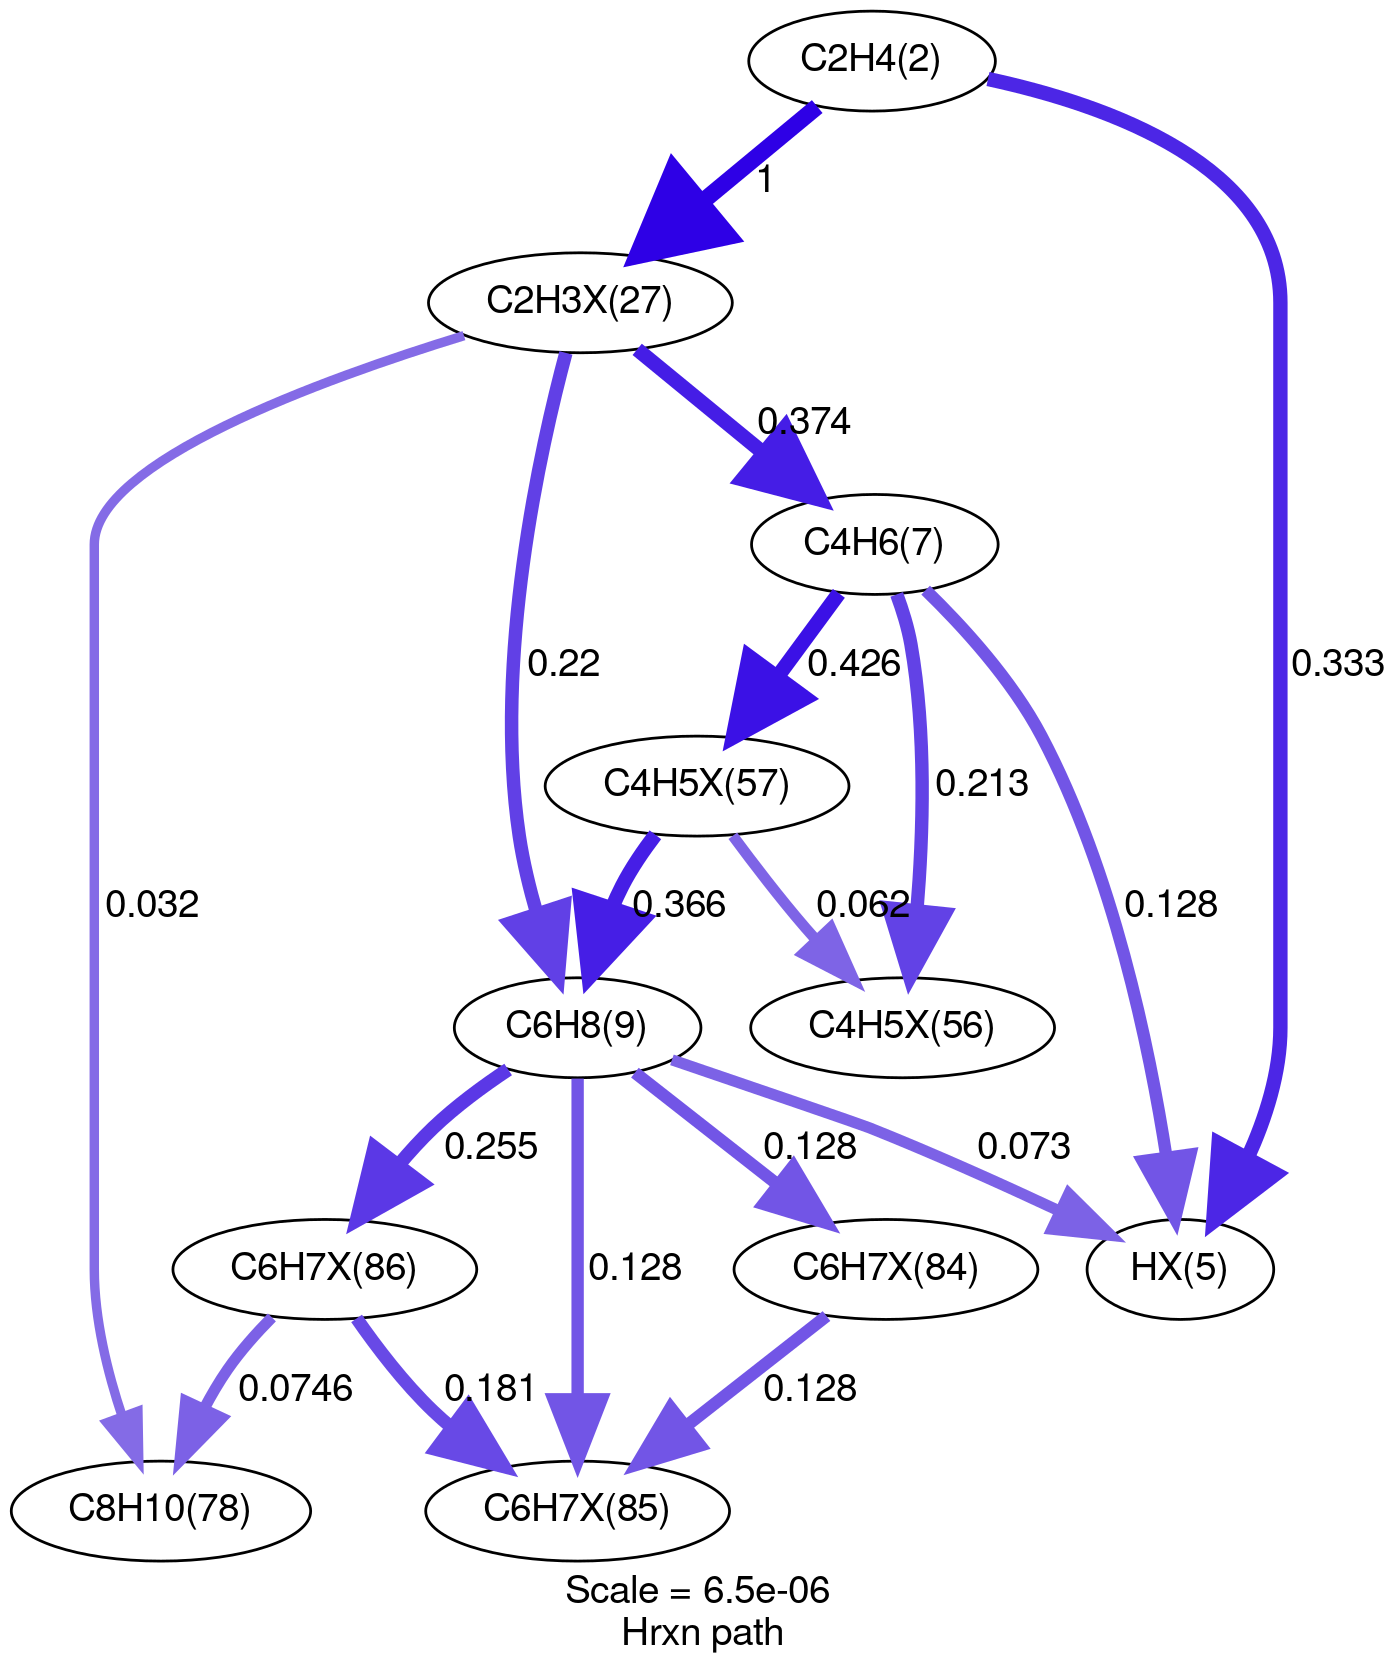 C2H4(2)
1
C2H3X(27)
0.374
C4H6(7)
0.22
0.426
0.333
C4H5X(57)
0.213
0.032
0.366
0.062
0.128
C6H8(9)
C4H5X(56)
0.255
0.128
0.073
C6H7X(86)
0.128
C6H7X(84)
HX(5)
0.0746
0.181
0.128
C8H10(78)
C6H7X(85)
Scale = 6.5e-06
Hrxn path